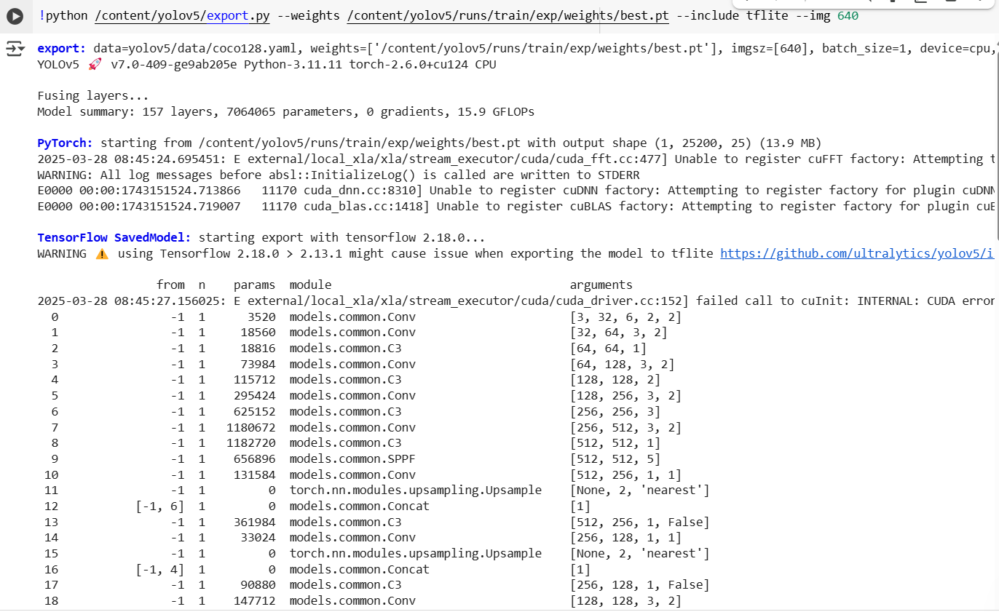 !python /content/yolov5/export.py --weights /content/yolov5/runs/train/exp/weights/best.pt --include tflite --img 640
export: data=yolov5/data/coco128.yaml, weights=['/content/yolov5/runs/train/exp/weights/best.pt'], imgsz=[640], batch_size=1, device=cpu,
YOLOv5 🚀 v7.0-409-ge9ab205e Python-3.11.11 torch-2.6.0+cu124 CPU
Fusing layers...
Model summary: 157 layers, 7064065 parameters, 0 gradients, 15.9 GFLOPs
PyTorch: starting from /content/yolov5/runs/train/exp/weights/best.pt with output shape (1, 25200, 25) (13.9 MB)
2025-03-28 08:45:24.695451: E external/local_xla/xla/stream_executor/cuda/cuda_fft.cc:477] Unable to register cuFFT factory: Attempting t
WARNING: All log messages before absl::InitializeLog() is called are written to STDERR
E0000 00:00:1743151524.713866   11170 cuda_dnn.cc:8310] Unable to register cuDNN factory: Attempting to register factory for plugin cuDNN
E0000 00:00:1743151524.719007   11170 cuda_blas.cc:1418] Unable to register cuBLAS factory: Attempting to register factory for plugin cuB
TensorFlow SavedModel: starting export with tensorflow 2.18.0...
WARNING ⚠️ using Tensorflow 2.18.0 > 2.13.1 might cause issue when exporting the model to tflite https://github.com/ultralytics/yolov5/i
from  n    params  module                                  arguments
2025-03-28 08:45:27.156025: E external/local_xla/xla/stream_executor/cuda/cuda_driver.cc:152] failed call to cuInit: INTERNAL: CUDA error
0                -1  1      3520  models.common.Conv                      [3, 32, 6, 2, 2]
1                -1  1     18560  models.common.Conv                      [32, 64, 3, 2]
2                -1  1     18816  models.common.C3                        [64, 64, 1]
3                -1  1     73984  models.common.Conv                      [64, 128, 3, 2]
4                -1  1    115712  models.common.C3                        [128, 128, 2]
5                -1  1    295424  models.common.Conv                      [128, 256, 3, 2]
6                -1  1    625152  models.common.C3                        [256, 256, 3]
7                -1  1   1180672  models.common.Conv                      [256, 512, 3, 2]
8                -1  1   1182720  models.common.C3                        [512, 512, 1]
9                -1  1    656896  models.common.SPPF                      [512, 512, 5]
10                -1  1    131584  models.common.Conv                      [512, 256, 1, 1]
11                -1  1         0  torch.nn.modules.upsampling.Upsample    [None, 2, 'nearest']
12           [-1, 6]  1         0  models.common.Concat                    [1]
13                -1  1    361984  models.common.C3                        [512, 256, 1, False]
14                -1  1     33024  models.common.Conv                      [256, 128, 1, 1]
15                -1  1         0  torch.nn.modules.upsampling.Upsample    [None, 2, 'nearest']
16           [-1, 4]  1         0  models.common.Concat                    [1]
17                -1  1     90880  models.common.C3                        [256, 128, 1, False]
18                -1  1    147712  models.common.Conv                      [128, 128, 3, 2]